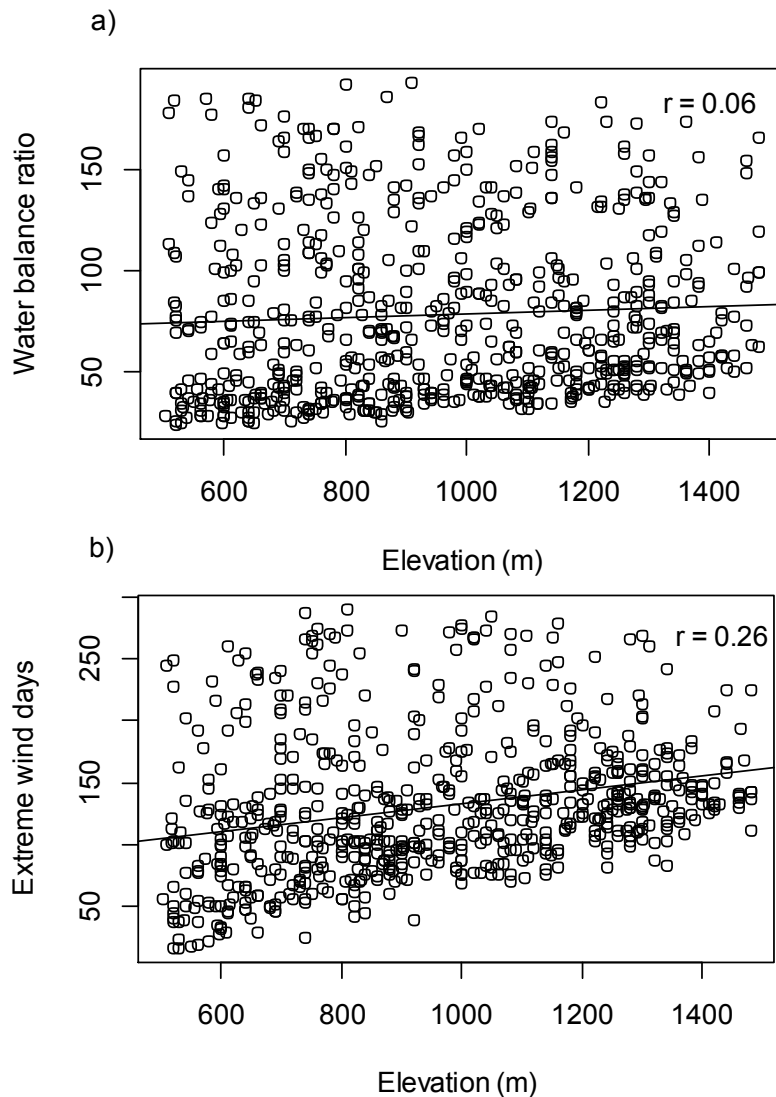 a)
r = 0.06
Water balance ratio
150
100
50
600 800 1000 1200 1400
Elevation (m)
b)
r = 0.26
Extreme wind days
250
150
50
600 800 1000 1200 1400
Elevation (m)